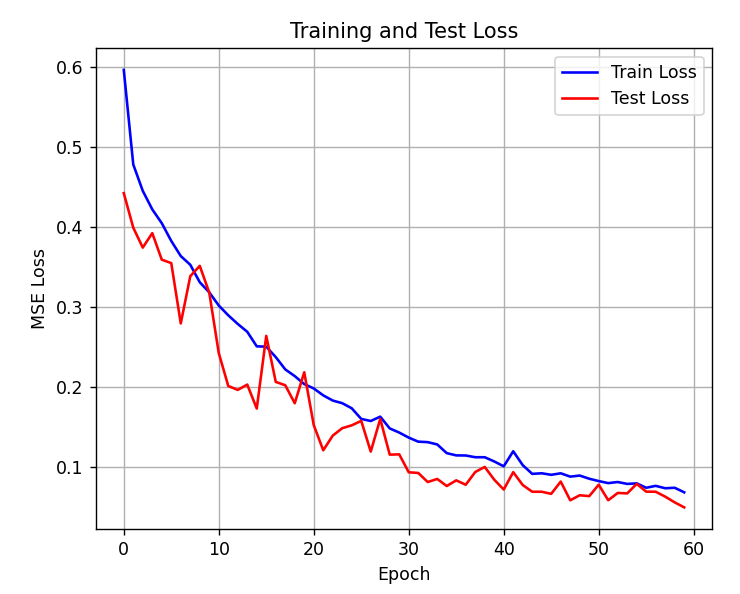 Training and Test Loss
Train Loss
Test Loss
0.6
0.5
0.4
0.3
0.2
0.1
MSE Loss
0 10 20 30 40 50 60
Epoch